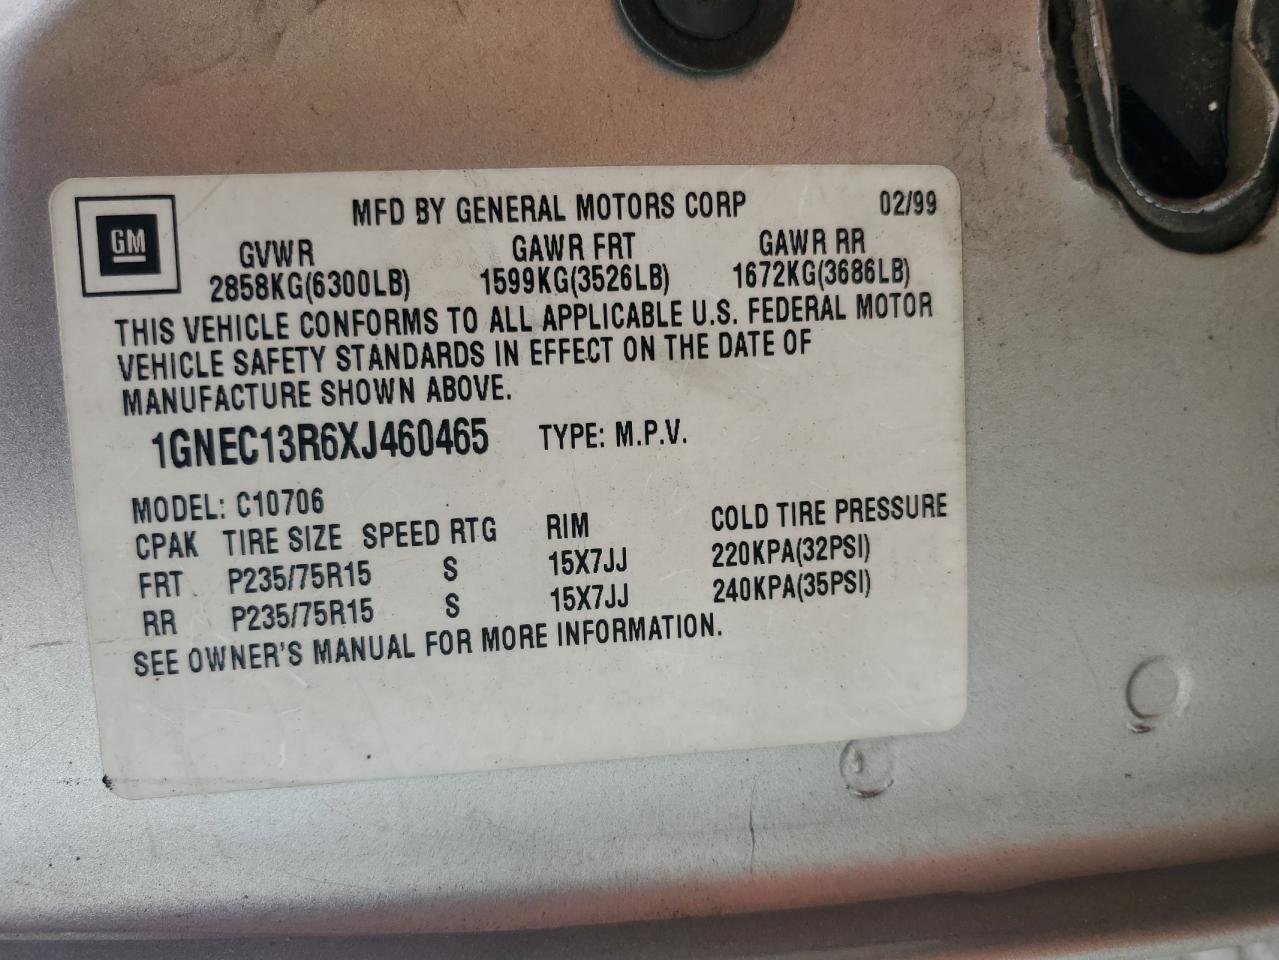 GM
MFD BY GENERAL MOTORS CORP 02/99
GVWR GAWR FRT GAWR RR
2858KG(6300LB) 1599KG(3526LB) 1672KG(3686LB)
THIS VEHICLE CONFORMS TO ALL APPLICABLE U.S. FEDERAL MOTOR
VEHICLE SAFETY STANDARDS IN EFFECT ON THE DATE OF
MANUFACTURE SHOWN ABOVE.
1GNEC13R6XJ460465 TYPE: M.P.V.
MODEL: C10706
CPAK TIRE SIZE SPEED RTG RIM COLD TIRE PRESSURE
FRT P235/75R15 S 15X7JJ 220KPA(32PSI)
RR P235/75R15 S 15X7JJ 240KPA(35PSI)
SEE OWNER'S MANUAL FOR MORE INFORMATION.